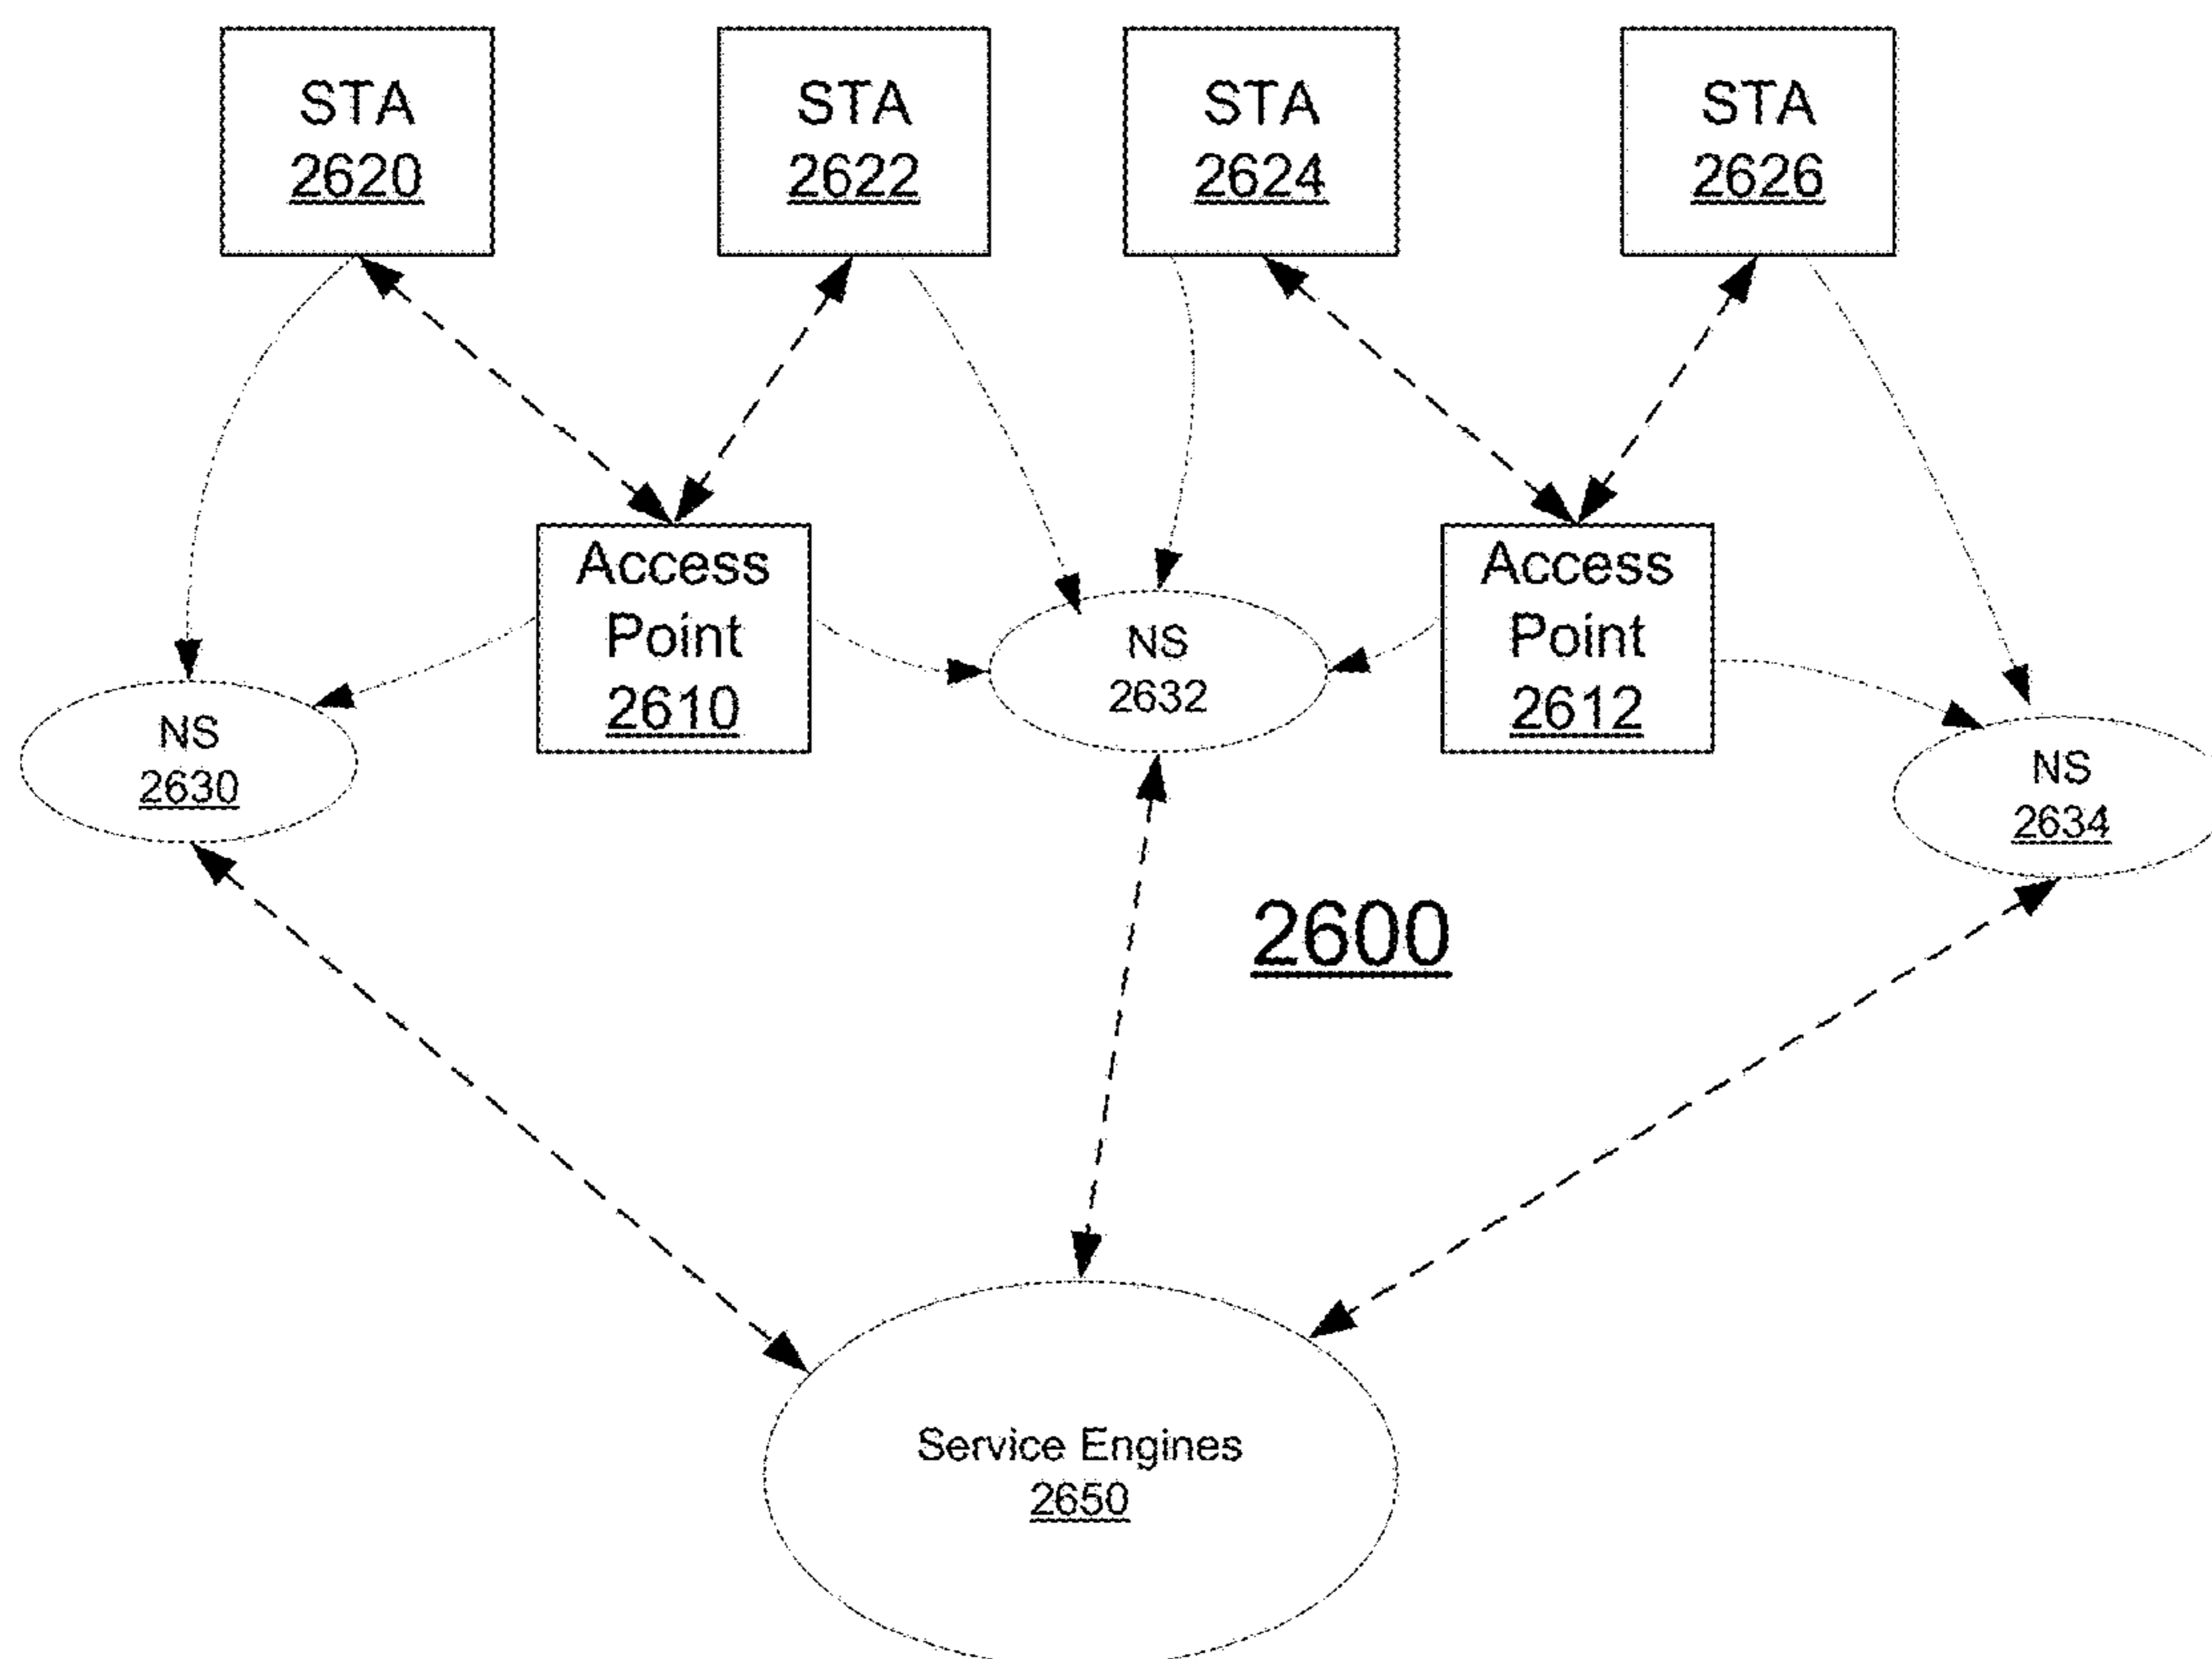 STA
2620
STA
2622
STA
2624
STA
2626
Access
Point
2610
NS
2632
Access
Point
2612
NS
2630
NS
2634
2600
Service Engines
2650